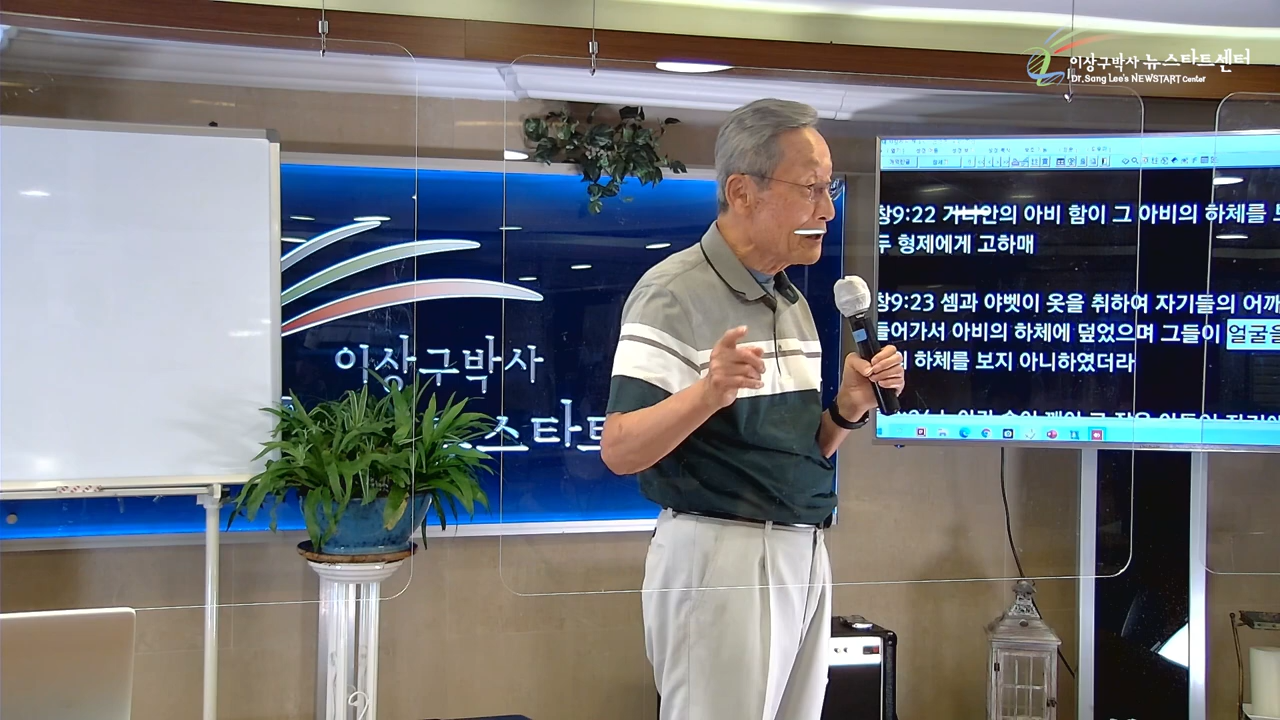 이상구박사 뉴스타트센터
Dr. Sang Lee's NEWSTART Center
이상구박사
스타트
창9:22 가나안의 아비 함이 그 아비의 하체를
두 형제에게 고하매
창9:23 셈과 야벳이 옷을 취하여 자기들의 어깨
들어가서 아비의 하체에 덮었으며 그들이 얼굴을
하체를 보지 아니하였더라